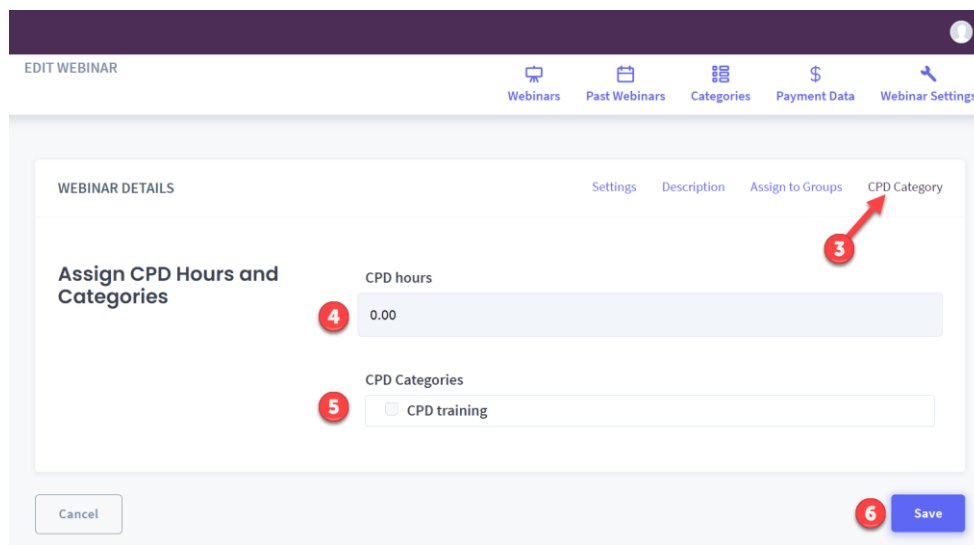 EDIT WEBINAR
Webinars Past Webinars Categories Payment Data Webinar Settings
WEBINAR DETAILS
Settings Description Assign to Groups CPD Category
3
Assign CPD Hours and
Categories
CPD hours
4 0.00
CPD Categories
5 CPD training
Cancel
6 Save